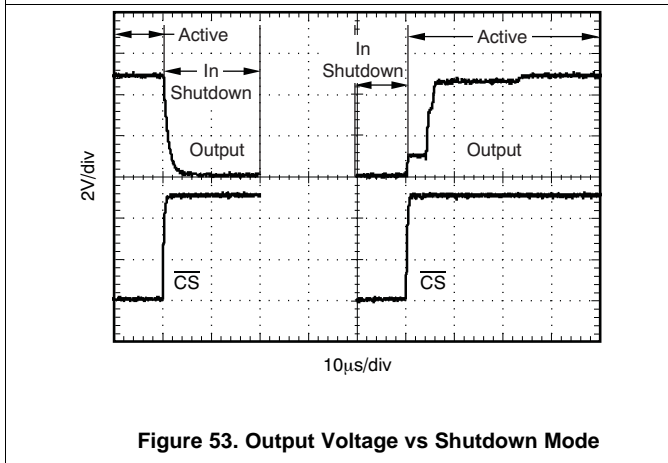 Active
In
Shutdown
Output
In
Shutdown
Active
Output
CS
CS
2V/div
10μs/div
Figure 53. Output Voltage vs Shutdown Mode